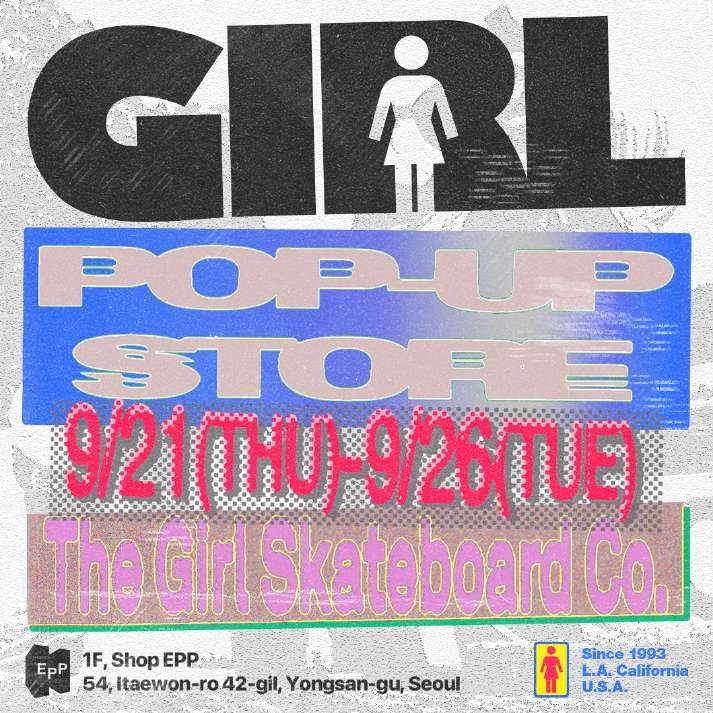 GIRL
POP-UP
STORE
9/21(THU)-9/26(TUE)
The Girl Skateboard Co.
EPP
1F, Shop EPP
54, Itaewon-ro 42-gil, Yongsan-gu, Seoul
Since 1993
L.A. California
U.S.A.